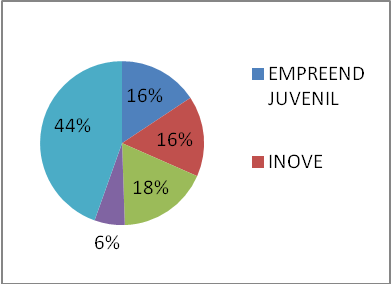 EMPREEND
JUVENIL
INOVE
16%
16%
18%
6%
44%